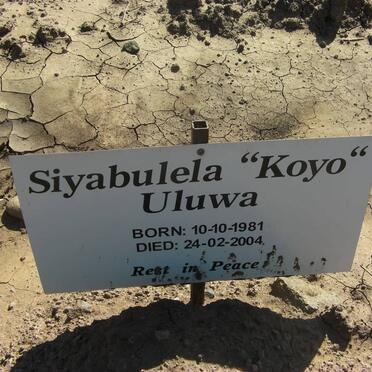 Siyabulela "Koyo"
Uluwa
BORN: 10-10-1981
DIED: 24-02-2004
Rest in Peace